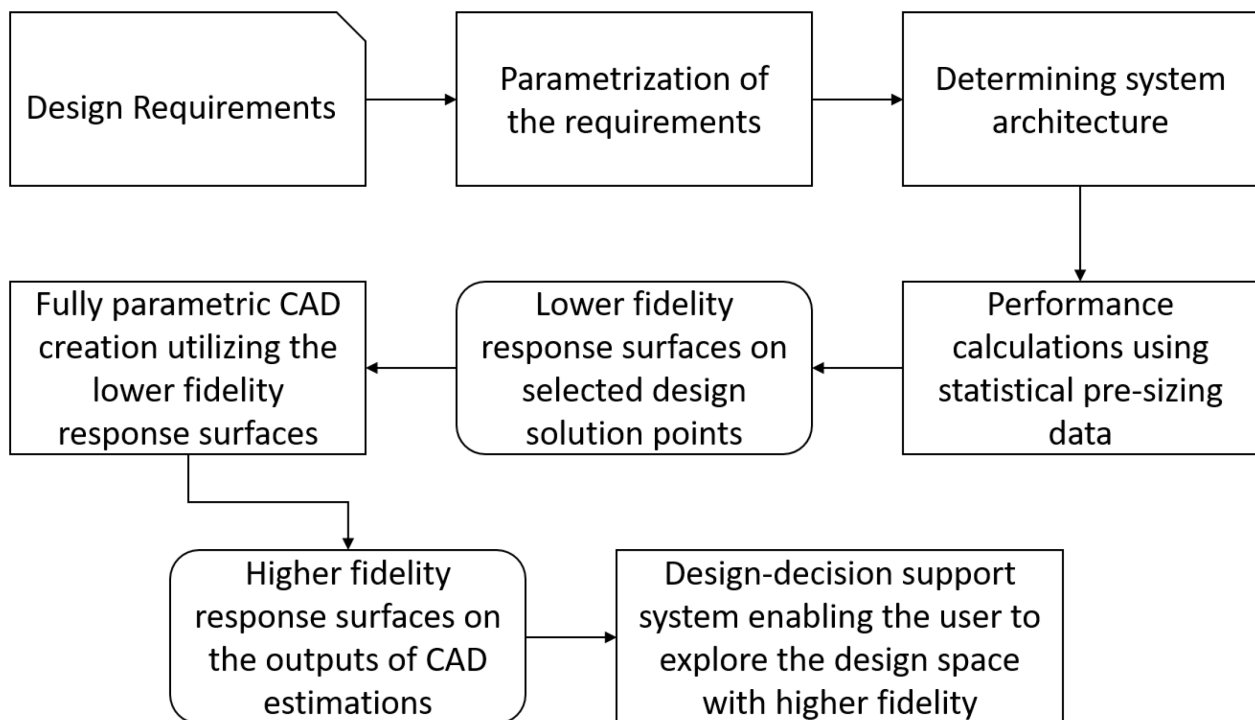 Design Requirements
Parametrization of
the requirements
Determining system
architecture
Performance
calculations using
statistical pre-sizing
data
Lower fidelity
response surfaces on
selected design
solution points
Fully parametric CAD
creation utilizing the
lower fidelity
response surfaces
Higher fidelity
response surfaces on
the outputs of CAD
estimations
Design-decision support
system enabling the user to
explore the design space
with higher fidelity